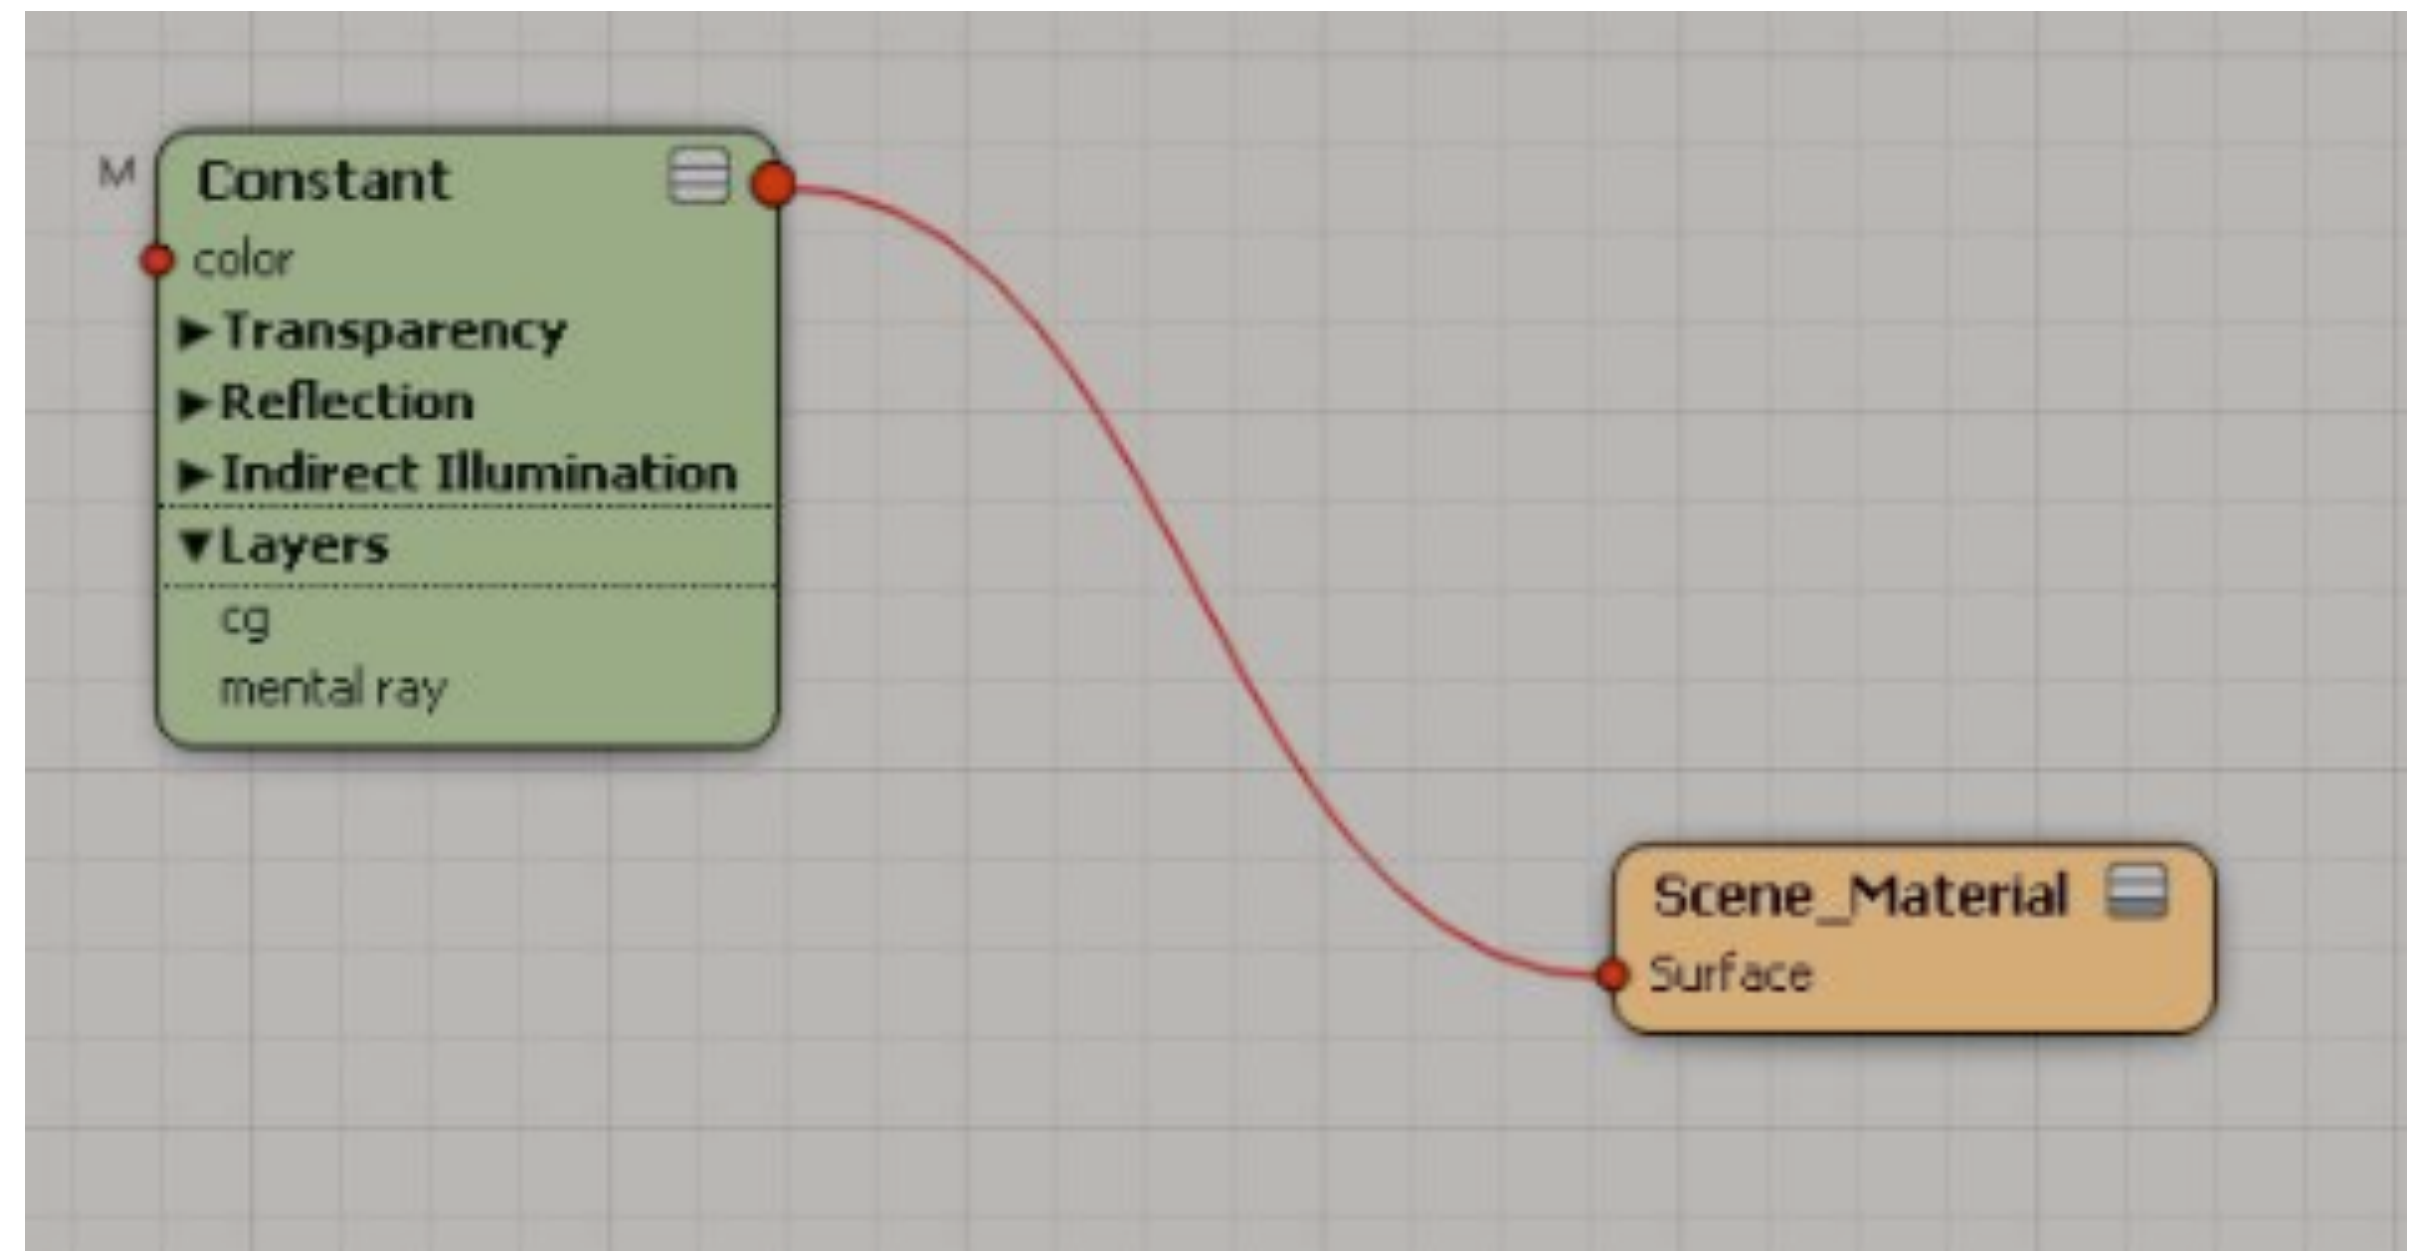 M
Constant
color
Transparency
Reflection
Indirect Illumination
Layers
cg
mental ray
Scene_Material
Surface